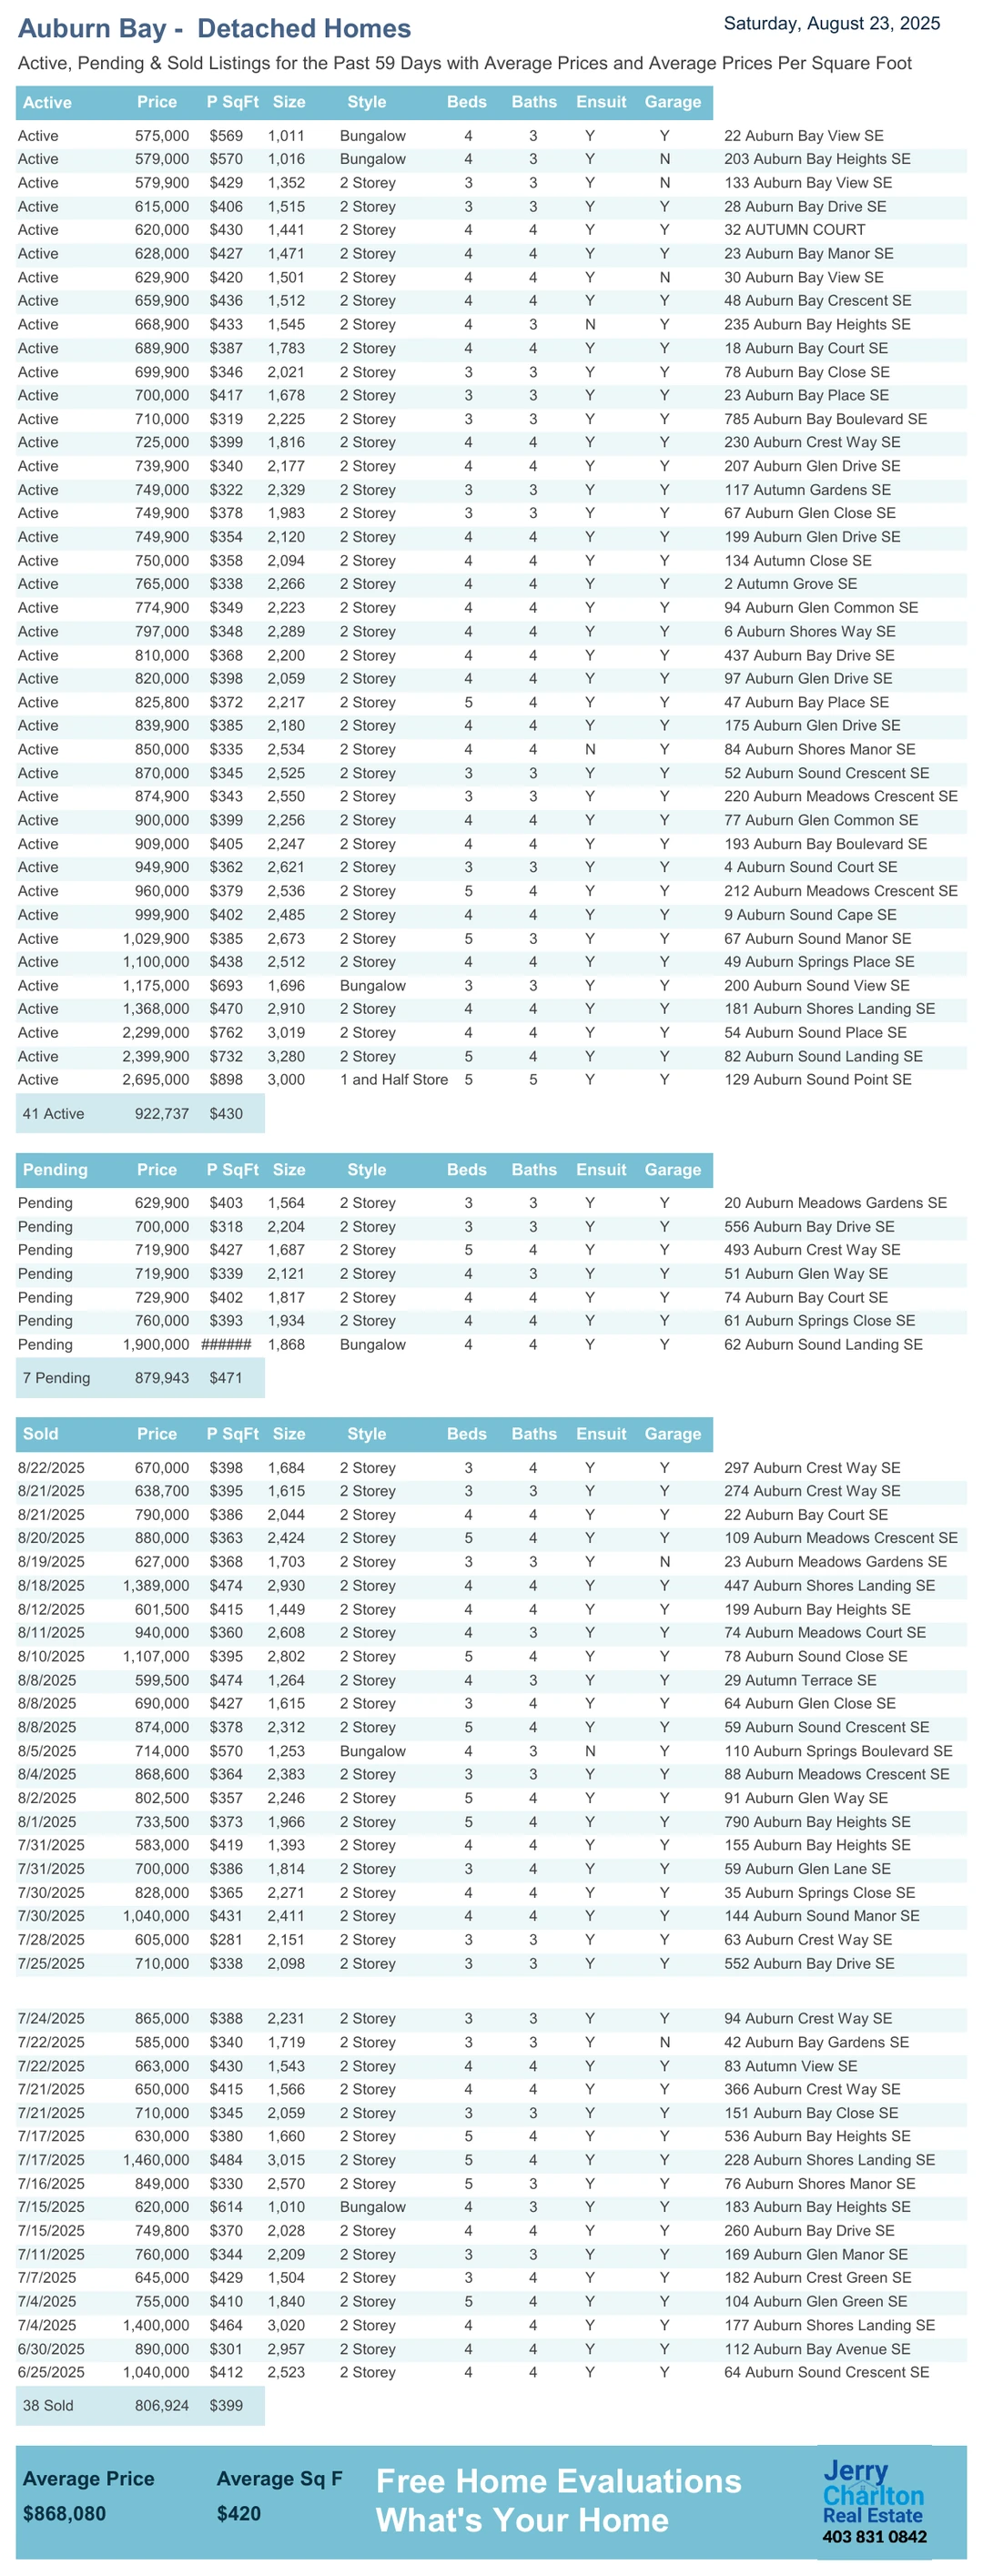 Auburn Bay - Detached Homes Saturday, August 23, 2025
Active, Pending & Sold Listings for the Past 59 Days with Average Prices and Average Prices Per Square Foot
Active Price P SqFt Size Style Beds Baths Ensuit Garage
Active 575,000 $569 1,011 Bungalow 4 3 Y Y 22 Auburn Bay View SE
Active 579,000 $570 1,016 Bungalow 4 3 Y N 203 Auburn Bay Heights SE
Active 579,900 $429 1,352 2 Storey 3 3 Y N 133 Auburn Bay View SE
Active 615,000 $406 1,515 2 Storey 3 3 Y Y 28 Auburn Bay Drive SE
Active 620,000 $430 1,441 2 Storey 4 4 Y Y 32 AUTUMN COURT
Active 628,000 $427 1,471 2 Storey 4 4 Y Y 23 Auburn Bay Manor SE
Active 629,900 $420 1,501 2 Storey 4 4 Y N 30 Auburn Bay View SE
Active 659,900 $436 1,512 2 Storey 4 4 Y Y 48 Auburn Bay Crescent SE
Active 668,900 $433 1,545 2 Storey 4 3 N Y 235 Auburn Bay Heights SE
Active 689,900 $387 1,783 2 Storey 4 4 Y Y 18 Auburn Bay Court SE
Active 699,900 $346 2,021 2 Storey 3 3 Y Y 78 Auburn Bay Close SE
Active 700,000 $417 1,678 2 Storey 3 3 Y Y 23 Auburn Bay Place SE
Active 710,000 $319 2,225 2 Storey 3 3 Y Y 785 Auburn Bay Boulevard SE
Active 725,000 $399 1,816 2 Storey 4 4 Y Y 230 Auburn Crest Way SE
Active 739,900 $340 2,177 2 Storey 4 4 Y Y 207 Auburn Glen Drive SE
Active 749,000 $322 2,329 2 Storey 3 3 Y Y 117 Autumn Gardens SE
Active 749,900 $378 1,983 2 Storey 3 3 Y Y 67 Auburn Glen Close SE
Active 749,900 $354 2,120 2 Storey 4 4 Y Y 199 Auburn Glen Drive SE
Active 750,000 $358 2,094 2 Storey 4 4 Y Y 134 Autumn Close SE
Active 765,000 $338 2,266 2 Storey 4 4 Y Y 2 Autumn Grove SE
Active 774,900 $349 2,223 2 Storey 4 4 Y Y 94 Auburn Glen Common SE
Active 797,000 $348 2,289 2 Storey 4 4 Y Y 6 Auburn Shores Way SE
Active 810,000 $368 2,200 2 Storey 4 4 Y Y 437 Auburn Bay Drive SE
Active 820,000 $398 2,059 2 Storey 4 4 Y Y 97 Auburn Glen Drive SE
Active 825,800 $372 2,217 2 Storey 5 4 Y Y 47 Auburn Bay Place SE
Active 839,900 $385 2,180 2 Storey 4 4 Y Y 175 Auburn Glen Drive SE
Active 850,000 $335 2,534 2 Storey 4 4 N Y 84 Auburn Shores Manor SE
Active 870,000 $345 2,525 2 Storey 3 3 Y Y 52 Auburn Sound Crescent SE
Active 874,900 $343 2,550 2 Storey 3 3 Y Y 220 Auburn Meadows Crescent SE
Active 900,000 $399 2,256 2 Storey 4 4 Y Y 77 Auburn Glen Common SE
Active 909,000 $405 2,247 2 Storey 4 4 Y Y 193 Auburn Bay Boulevard SE
Active 949,900 $362 2,621 2 Storey 3 3 Y Y 4 Auburn Sound Court SE
Active 960,000 $379 2,536 2 Storey 5 4 Y Y 212 Auburn Meadows Crescent SE
Active 999,900 $402 2,485 2 Storey 4 4 Y Y 9 Auburn Sound Cape SE
Active 1,029,900 $385 2,673 2 Storey 5 3 Y Y 67 Auburn Sound Manor SE
Active 1,100,000 $438 2,512 2 Storey 4 4 Y Y 49 Auburn Springs Place SE
Active 1,175,000 $693 1,696 Bungalow 3 3 Y Y 200 Auburn Sound View SE
Active 1,368,000 $470 2,910 2 Storey 4 4 Y Y 181 Auburn Shores Landing SE
Active 2,299,000 $762 3,019 2 Storey 4 4 Y Y 54 Auburn Sound Place SE
Active 2,399,900 $732 3,280 2 Storey 5 4 Y Y 82 Auburn Sound Landing SE
Active 2,695,000 $898 3,000 1 and Half Store 5 5 Y Y 129 Auburn Sound Point SE
41 Active 922,737 $430
Pending Price P SqFt Size Style Beds Baths Ensuit Garage
Pending 629,900 $403 1,564 2 Storey 3 3 Y Y 20 Auburn Meadows Gardens SE
Pending 700,000 $318 2,204 2 Storey 3 3 Y Y 556 Auburn Bay Drive SE
Pending 719,900 $427 1,687 2 Storey 5 4 Y Y 493 Auburn Crest Way SE
Pending 719,900 $339 2,121 2 Storey 4 3 Y Y 51 Auburn Glen Way SE
Pending 729,900 $402 1,817 2 Storey 4 4 Y Y 74 Auburn Bay Court SE
Pending 760,000 $393 1,934 2 Storey 4 4 Y Y 61 Auburn Springs Close SE
Pending 1,900,000 ###### 1,868 Bungalow 4 4 Y Y 62 Auburn Sound Landing SE
7 Pending 879,943 $471
Sold Price P SqFt Size Style Beds Baths Ensuit Garage
8/22/2025 670,000 $398 1,684 2 Storey 3 4 Y Y 297 Auburn Crest Way SE
8/21/2025 638,700 $395 1,615 2 Storey 3 3 Y Y 274 Auburn Crest Way SE
8/21/2025 790,000 $386 2,044 2 Storey 4 4 Y Y 22 Auburn Bay Court SE
8/20/2025 880,000 $363 2,424 2 Storey 5 4 Y Y 109 Auburn Meadows Crescent SE
8/19/2025 627,000 $368 1,703 2 Storey 3 3 Y N 23 Auburn Meadows Gardens SE
8/18/2025 1,389,000 $474 2,930 2 Storey 4 4 Y Y 447 Auburn Shores Landing SE
8/12/2025 601,500 $415 1,449 2 Storey 4 4 Y Y 199 Auburn Bay Heights SE
8/11/2025 940,000 $360 2,608 2 Storey 4 3 Y Y 74 Auburn Meadows Court SE
8/10/2025 1,107,000 $395 2,802 2 Storey 5 4 Y Y 78 Auburn Sound Close SE
8/8/2025 599,500 $474 1,264 2 Storey 4 3 Y Y 29 Autumn Terrace SE
8/8/2025 690,000 $427 1,615 2 Storey 3 4 Y Y 64 Auburn Glen Close SE
8/8/2025 874,000 $378 2,312 2 Storey 5 4 Y Y 59 Auburn Sound Crescent SE
8/5/2025 714,000 $570 1,253 Bungalow 4 3 N Y 110 Auburn Springs Boulevard SE
8/4/2025 868,600 $364 2,383 2 Storey 3 3 Y Y 88 Auburn Meadows Crescent SE
8/2/2025 802,500 $357 2,246 2 Storey 5 4 Y Y 91 Auburn Glen Way SE
8/1/2025 733,500 $373 1,966 2 Storey 5 4 Y Y 790 Auburn Bay Heights SE
7/31/2025 583,000 $419 1,393 2 Storey 4 4 Y Y 155 Auburn Bay Heights SE
7/31/2025 700,000 $386 1,814 2 Storey 3 4 Y Y 59 Auburn Glen Lane SE
7/30/2025 828,000 $365 2,271 2 Storey 4 4 Y Y 35 Auburn Springs Close SE
7/30/2025 1,040,000 $431 2,411 2 Storey 4 4 Y Y 144 Auburn Sound Manor SE
7/28/2025 605,000 $281 2,151 2 Storey 3 3 Y Y 63 Auburn Crest Way SE
7/25/2025 710,000 $338 2,098 2 Storey 3 3 Y Y 552 Auburn Bay Drive SE
7/24/2025 865,000 $388 2,231 2 Storey 3 3 Y Y 94 Auburn Crest Way SE
7/22/2025 585,000 $340 1,719 2 Storey 3 3 Y N 42 Auburn Bay Gardens SE
7/22/2025 663,000 $430 1,543 2 Storey 4 4 Y Y 83 Autumn View SE
7/21/2025 650,000 $415 1,566 2 Storey 4 4 Y Y 366 Auburn Crest Way SE
7/21/2025 710,000 $345 2,059 2 Storey 3 3 Y Y 151 Auburn Bay Close SE
7/17/2025 630,000 $380 1,660 2 Storey 5 4 Y Y 536 Auburn Bay Heights SE
7/17/2025 1,460,000 $484 3,015 2 Storey 5 4 Y Y 228 Auburn Shores Landing SE
7/16/2025 849,000 $330 2,570 2 Storey 5 3 Y Y 76 Auburn Shores Manor SE
7/15/2025 620,000 $614 1,010 Bungalow 4 3 Y Y 183 Auburn Bay Heights SE
7/15/2025 749,800 $370 2,028 2 Storey 4 4 Y Y 260 Auburn Bay Drive SE
7/11/2025 760,000 $344 2,209 2 Storey 3 3 Y Y 169 Auburn Glen Manor SE
7/7/2025 645,000 $429 1,504 2 Storey 3 4 Y Y 182 Auburn Crest Green SE
7/4/2025 755,000 $410 1,840 2 Storey 5 4 Y Y 104 Auburn Glen Green SE
7/4/2025 1,400,000 $464 3,020 2 Storey 4 4 Y Y 177 Auburn Shores Landing SE
6/30/2025 890,000 $301 2,957 2 Storey 4 4 Y Y 112 Auburn Bay Avenue SE
6/25/2025 1,040,000 $412 2,523 2 Storey 4 4 Y Y 64 Auburn Sound Crescent SE
38 Sold 806,924 $399
Average Price Average Sq F Free Home Evaluations
$868,080 $420 What's Your Home
Jerry
Charlton
Real Estate
403 831 0842